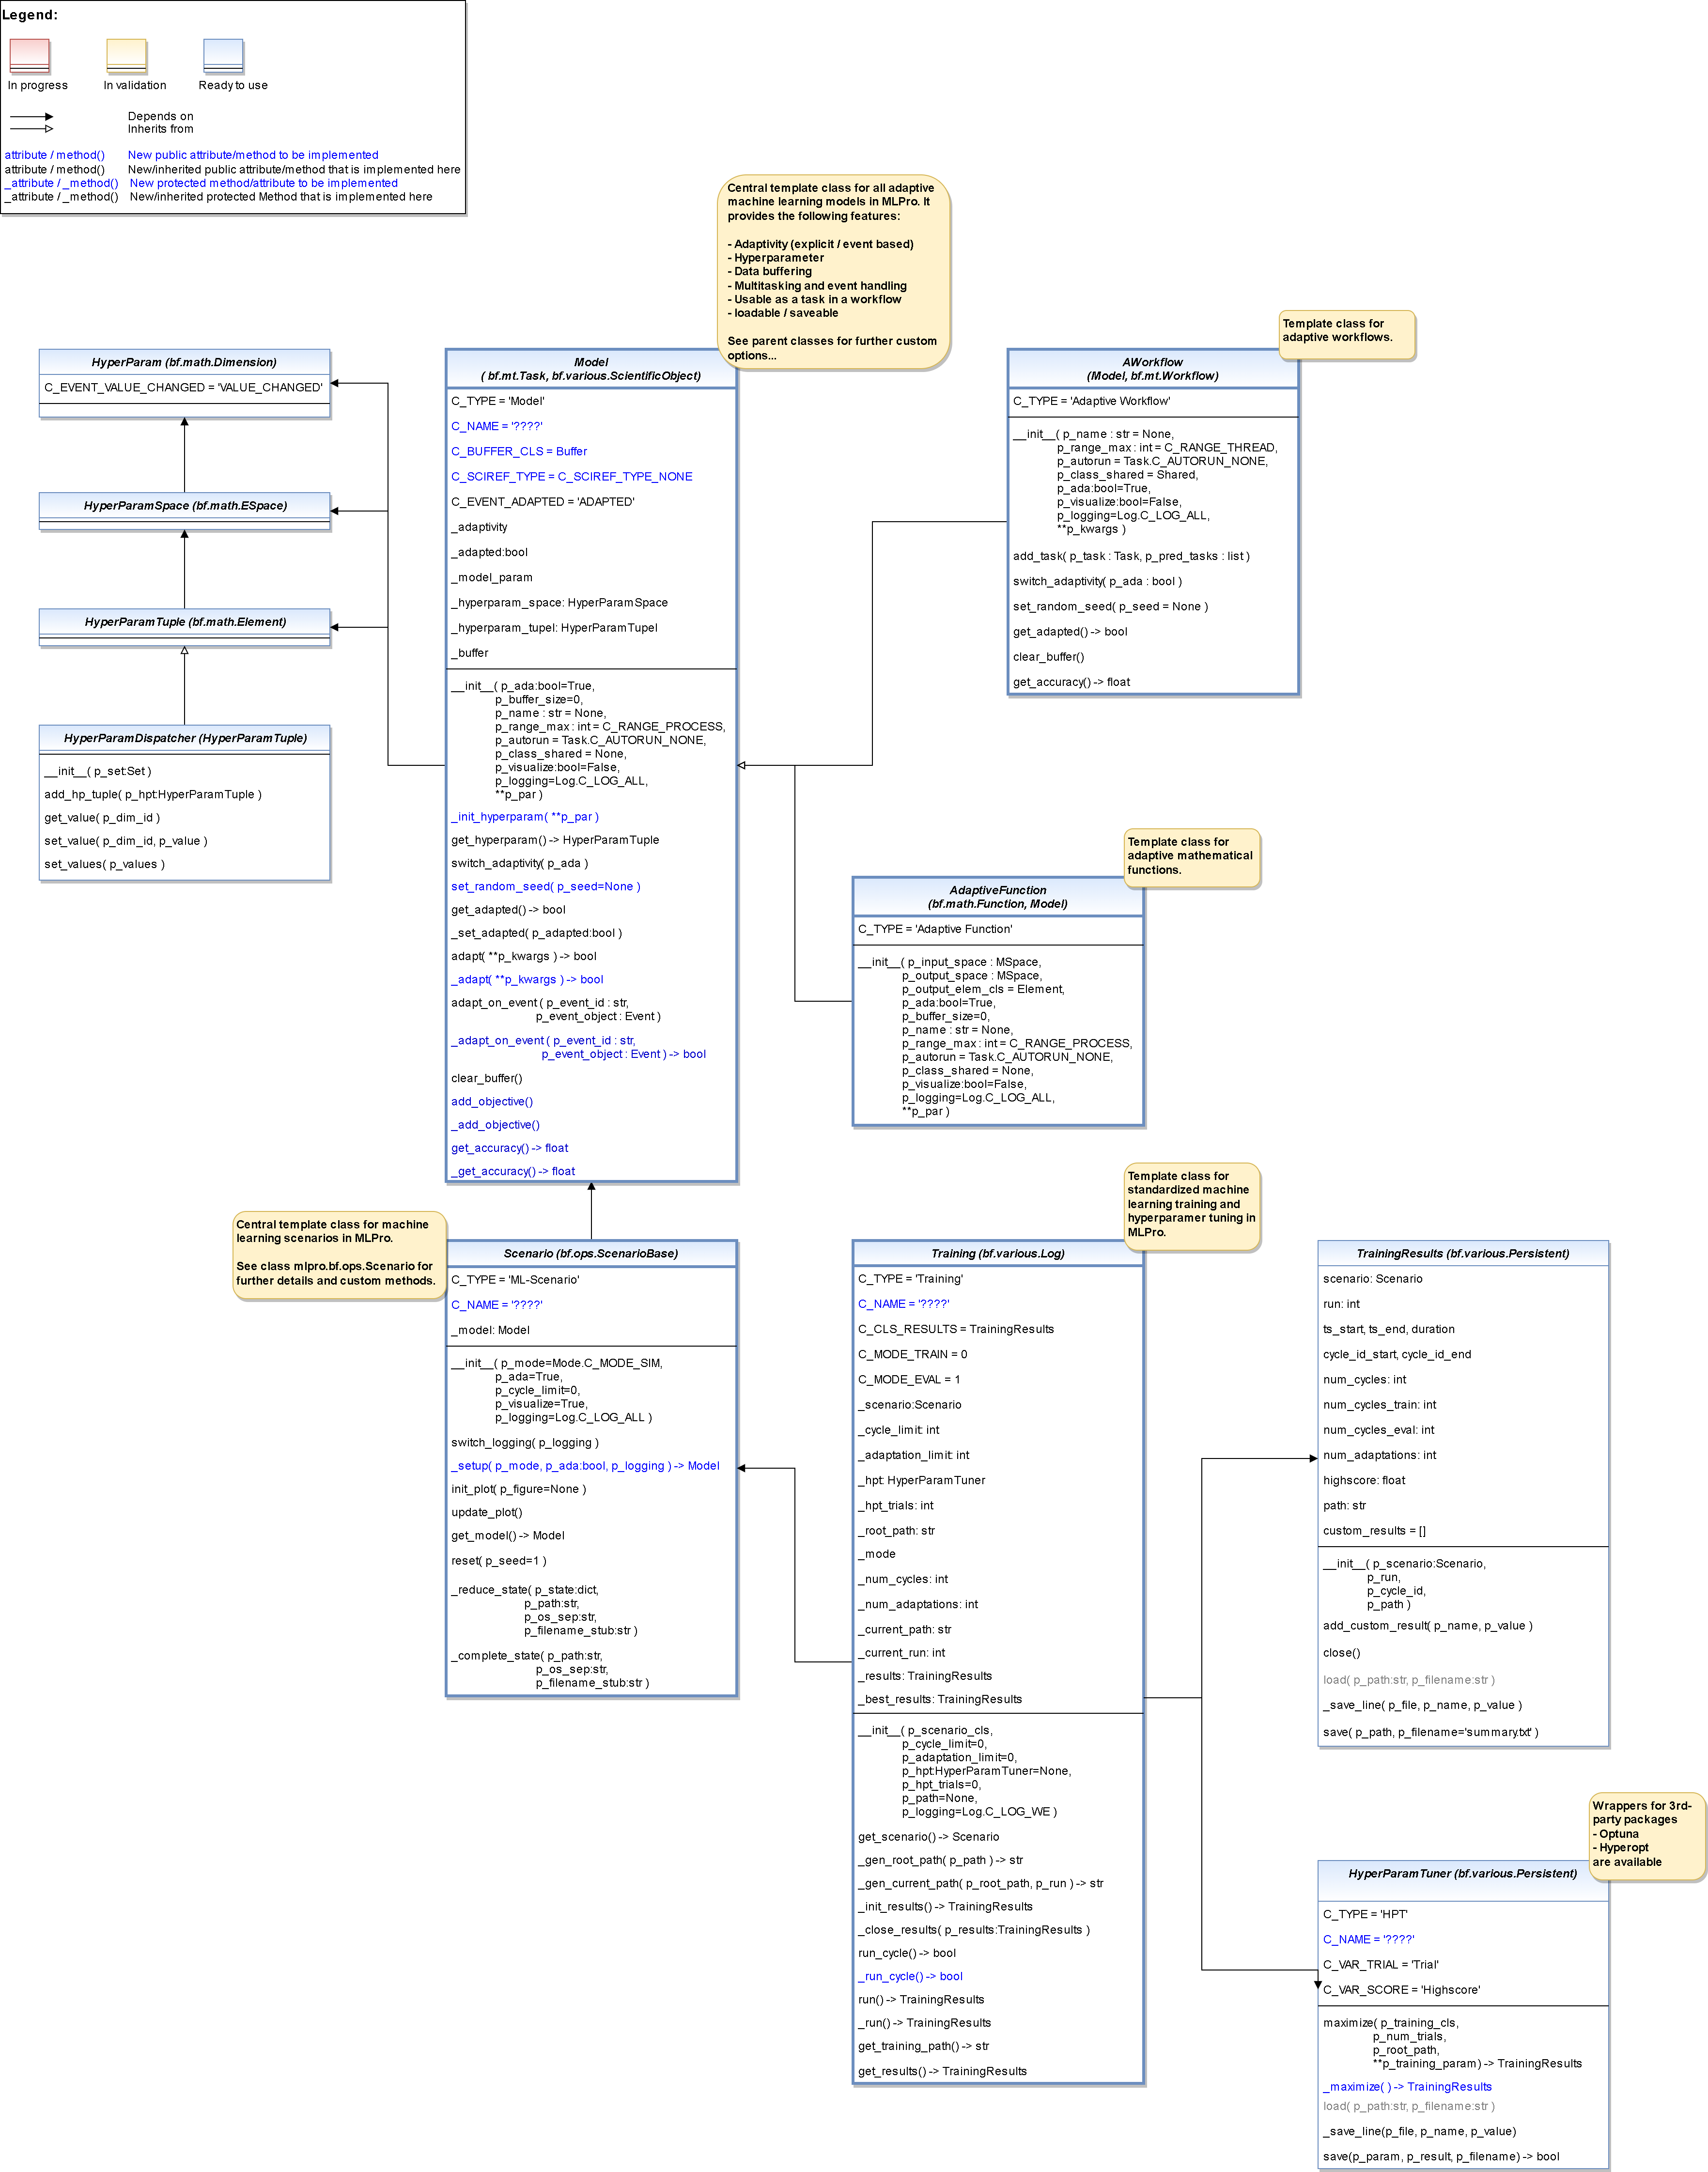 Legend:
In progress
In validation
Ready to use
Depends on
Inherits from
attribute / method() New public attribute/method to be implemented
attribute / method() New/inherited public attribute/method that is implemented here
_attribute / _method() New protected method/attribute to be implemented
_attribute / _method() New/inherited protected Method that is implemented here
Central template class for all adaptive
machine learning models in MLPro. It
provides the following features:
- Adaptivity (explicit / event based)
- Hyperparameter
- Data buffering
- Multitasking and event handling
- Usable as a task in a workflow
- loadable / saveable
See parent classes for further custom
options...
HyperParam (bf.math.Dimension)
C_EVENT_VALUE_CHANGED = 'VALUE_CHANGED'
HyperParamSpace (bf.math.ESpace)
HyperParamTuple (bf.math.Element)
HyperParamDispatcher (HyperParamTuple)
__init__( p_set:Set )
add_hp_tuple( p_hpt:HyperParamTuple )
get_value( p_dim_id )
set_value( p_dim_id, p_value )
set_values( p_values )
Model
( bf.mt.Task, bf.various.ScientificObject)
C_TYPE = 'Model'
C_NAME = '????'
C_BUFFER_CLS = Buffer
C_SCIREF_TYPE = C_SCIREF_TYPE_NONE
C_EVENT_ADAPTED = 'ADAPTED'
_adaptivity
_adapted:bool
_model_param
_hyperparam_space: HyperParamSpace
_hyperparam_tupel: HyperParamTupel
_buffer
__init__( p_ada:bool=True,
p_buffer_size=0,
p_name : str = None,
p_range_max : int = C_RANGE_PROCESS,
p_autorun = Task.C_AUTORUN_NONE,
p_class_shared = None,
p_visualize:bool=False,
p_logging=Log.C_LOG_ALL,
**p_par )
_init_hyperparam( **p_par )
get_hyperparam() -> HyperParamTuple
switch_adaptivity( p_ada )
set_random_seed( p_seed=None )
get_adapted() -> bool
_set_adapted( p_adapted:bool )
adapt( **p_kwargs ) -> bool
_adapt( **p_kwargs ) -> bool
adapt_on_event ( p_event_id : str,
p_event_object : Event )
_adapt_on_event ( p_event_id : str,
p_event_object : Event ) -> bool
clear_buffer()
add_objective()
_add_objective()
get_accuracy() -> float
_get_accuracy() -> float
Template class for
adaptive workflows.
AWorkflow
(Model, bf.mt.Workflow)
C_TYPE = 'Adaptive Workflow'
__init__( p_name : str = None,
p_range_max : int = C_RANGE_THREAD,
p_autorun = Task.C_AUTORUN_NONE,
p_class_shared = Shared,
p_ada:bool=True,
p_visualize:bool=False,
p_logging=Log.C_LOG_ALL,
**p_kwargs )
add_task( p_task : Task, p_pred_tasks : list )
switch_adaptivity( p_ada : bool )
set_random_seed( p_seed = None )
get_adapted() -> bool
clear_buffer()
get_accuracy() -> float
Template class for
adaptive mathematical
functions.
AdaptiveFunction
(bf.math.Function, Model)
C_TYPE = 'Adaptive Function'
__init__( p_input_space : MSpace,
p_output_space : MSpace,
p_output_elem_cls = Element,
p_ada:bool=True,
p_buffer_size=0,
p_name : str = None,
p_range_max : int = C_RANGE_PROCESS,
p_autorun = Task.C_AUTORUN_NONE,
p_class_shared = None,
p_visualize:bool=False,
p_logging=Log.C_LOG_ALL,
**p_par )
Central template class for machine
learning scenarios in MLPro.
See class mlpro.bf.ops.Scenario for
further details and custom methods.
Scenario (bf.ops.ScenarioBase)
C_TYPE = 'ML-Scenario'
C_NAME = '????'
_model: Model
__init__( p_mode=Mode.C_MODE_SIM,
p_ada=True,
p_cycle_limit=0,
p_visualize=True,
p_logging=Log.C_LOG_ALL )
switch_logging( p_logging )
_setup( p_mode, p_ada:bool, p_logging ) -> Model
init_plot( p_figure=None )
update_plot()
get_model() -> Model
reset( p_seed=1 )
_reduce_state( p_state:dict,
p_path:str,
p_os_sep:str,
p_filename_stub:str )
_complete_state( p_path:str,
p_os_sep:str,
p_filename_stub:str )
Template class for
standardized machine
learning training and
hyperparamer tuning in
MLPro.
Training (bf.various.Log)
C_TYPE = 'Training'
C_NAME = '????'
C_CLS_RESULTS = TrainingResults
C_MODE_TRAIN = 0
C_MODE_EVAL = 1
_scenario:Scenario
_cycle_limit: int
_adaptation_limit: int
_hpt: HyperParamTuner
_hpt_trials: int
_root_path: str
_mode
_num_cycles: int
_num_adaptations: int
_current_path: str
_current_run: int
_results: TrainingResults
_best_results: TrainingResults
__init__( p_scenario_cls,
p_cycle_limit=0,
p_adaptation_limit=0,
p_hpt:HyperParamTuner=None,
p_hpt_trials=0,
p_path=None,
p_logging=Log.C_LOG_WE )
get_scenario() -> Scenario
_gen_root_path( p_path ) -> str
_gen_current_path( p_root_path, p_run ) -> str
_init_results() -> TrainingResults
_close_results( p_results:TrainingResults )
run_cycle() -> bool
_run_cycle() -> bool
run() -> TrainingResults
_run() -> TrainingResults
get_training_path() -> str
get_results() -> TrainingResults
TrainingResults (bf.various.Persistent)
scenario: Scenario
run: int
ts_start, ts_end, duration
cycle_id_start, cycle_id_end
num_cycles: int
num_cycles_train: int
num_cycles_eval: int
num_adaptations: int
highscore: float
path: str
custom_results = []
__init__( p_scenario:Scenario,
p_run,
p_cycle_id,
p_path )
add_custom_result( p_name, p_value )
close()
load( p_path:str, p_filename:str )
_save_line( p_file, p_name, p_value )
save( p_path, p_filename='summary.txt' )
Wrappers for 3rd-
party packages
- Optuna
- Hyperopt
are available
HyperParamTuner (bf.various.Persistent)
C_TYPE = 'HPT'
C_NAME = '????'
C_VAR_TRIAL = 'Trial'
C_VAR_SCORE = 'Highscore'
maximize( p_training_cls,
p_num_trials,
p_root_path,
**p_training_param) -> TrainingResults
_maximize( ) -> TrainingResults
load( p_path:str, p_filename:str )
_save_line(p_file, p_name, p_value)
save(p_param, p_result, p_filename) -> bool